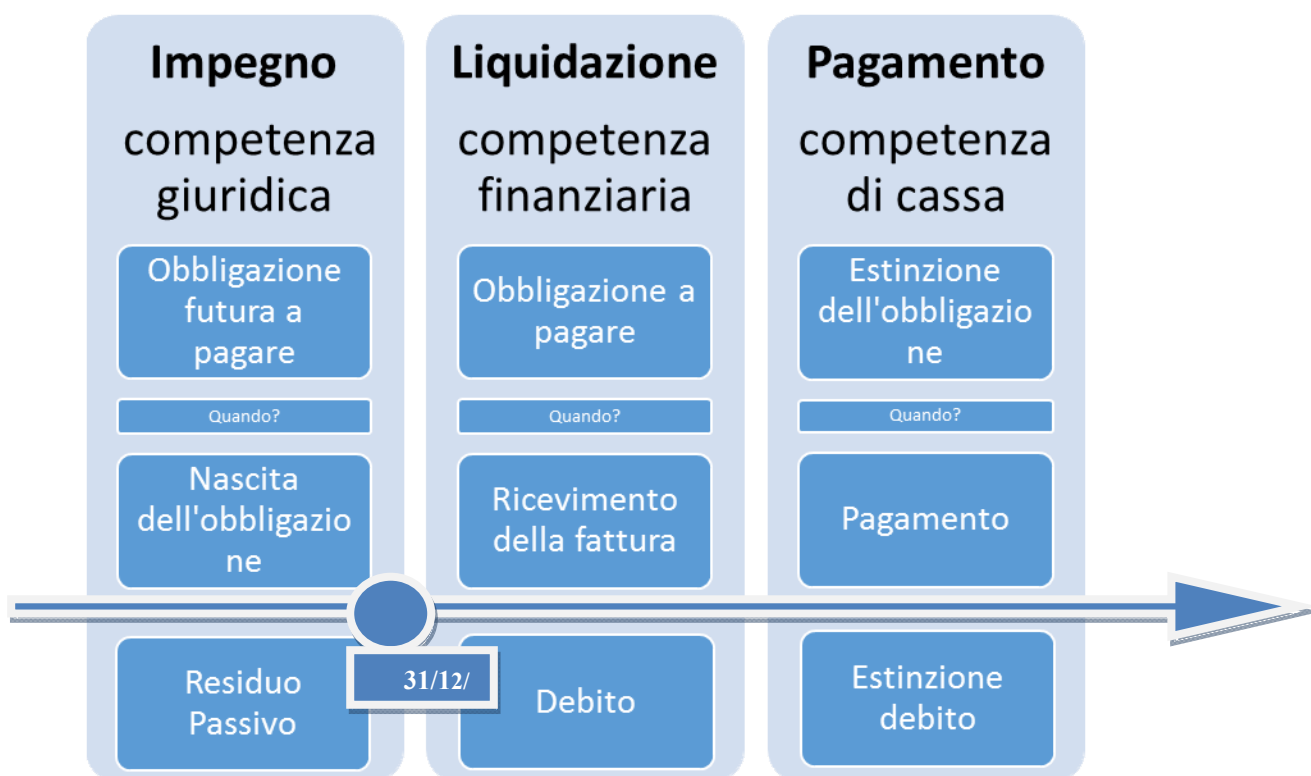 Impegno
competenza
giuridica
Obbligazione
futura a
pagare
Quando?
Nascita
dell'obbligazio
ne
Residuo
Passivo
Liquidazione
competenza
finanziaria
Obbligazione a
pagare
Quando?
Ricevimento
della fattura
Debito
Pagamento
competenza
di cassa
Estinzione
dell'obbligazio
ne
Quando?
Pagamento
Estinzione
debito
31/12/